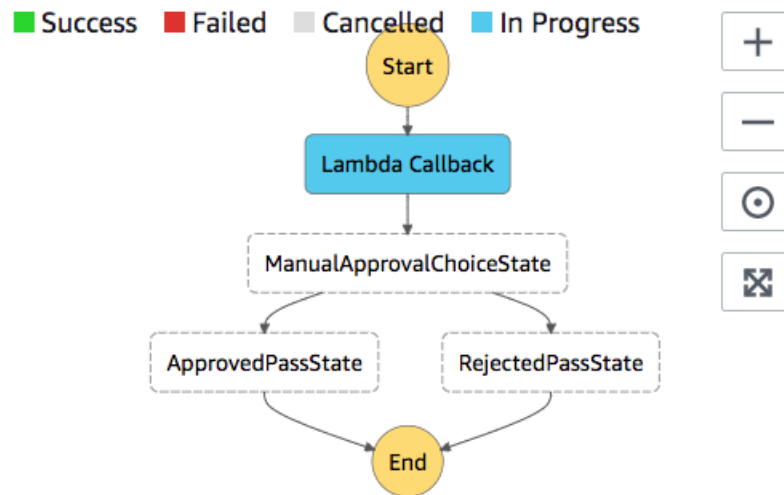 Success Failed Cancelled In Progress
Start
Lambda Callback
ManualApprovalChoiceState
ApprovedPassState RejectedPassState
End